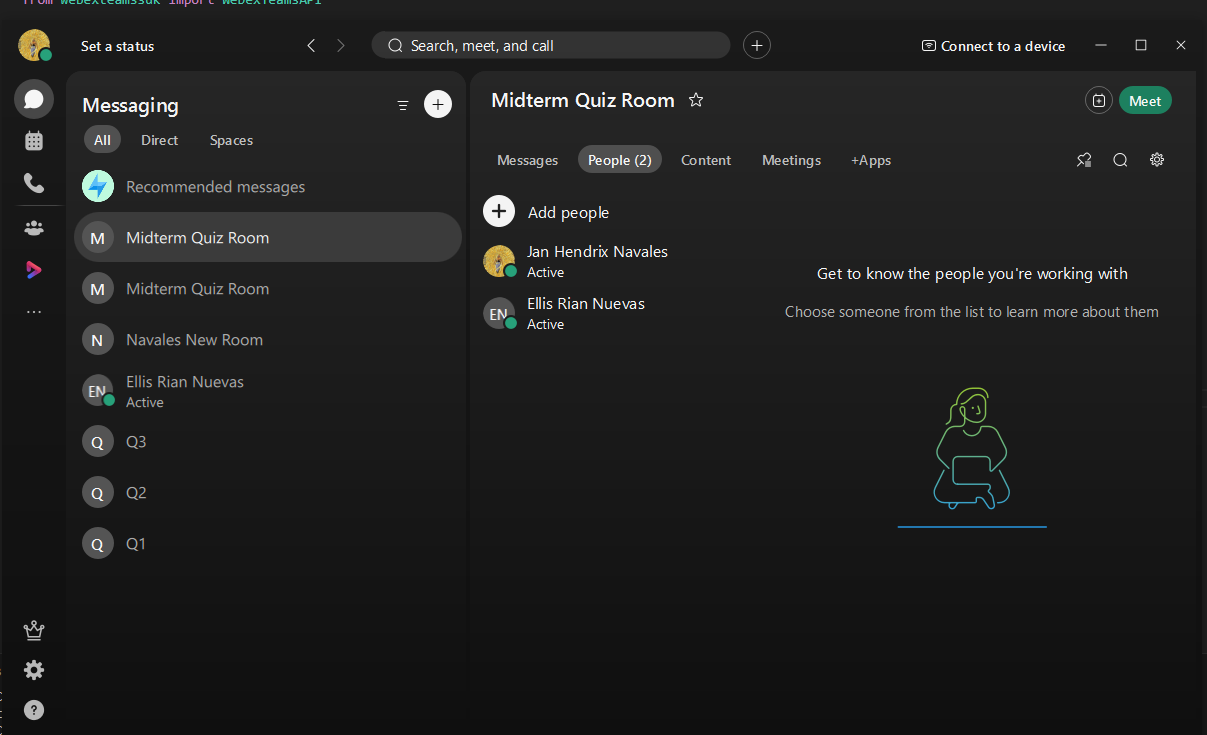 from webexteamssdk import WebexTeamsAPI
Set a status
Search, meet, and call
Connect to a device
Messaging
All Direct Spaces
Recommended messages
M Midterm Quiz Room
M Midterm Quiz Room
N Navales New Room
EN Ellis Rian Nuevas
Active
Q Q3
Q Q2
Q Q1
Midterm Quiz Room
Meet
Messages People (2) Content Meetings +Apps
Add people
Jan Hendrix Navales
Active
EN Ellis Rian Nuevas
Active
Get to know the people you're working with
Choose someone from the list to learn more about them